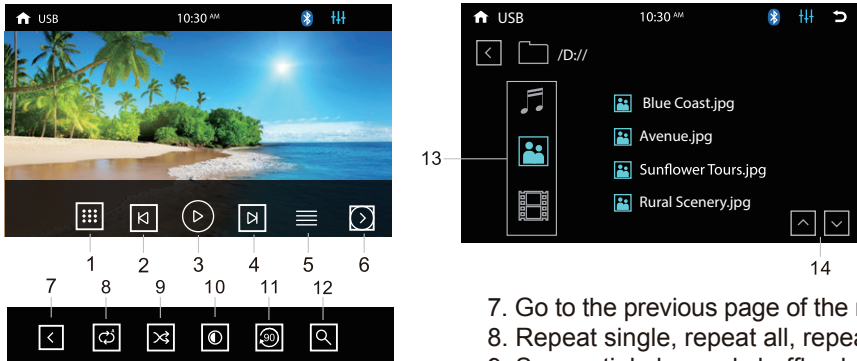 USB 10:30 AM
1 2 3 4 5 6
7 8 9 10 11 12
90
USB 10:30 AM
/D://
Blue Coast.jpg
Avenue.jpg
Sunflower Tours.jpg
Rural Scenery.jpg
13
14
7. Go to the previous page of the
8. Repeat single, repeat all,